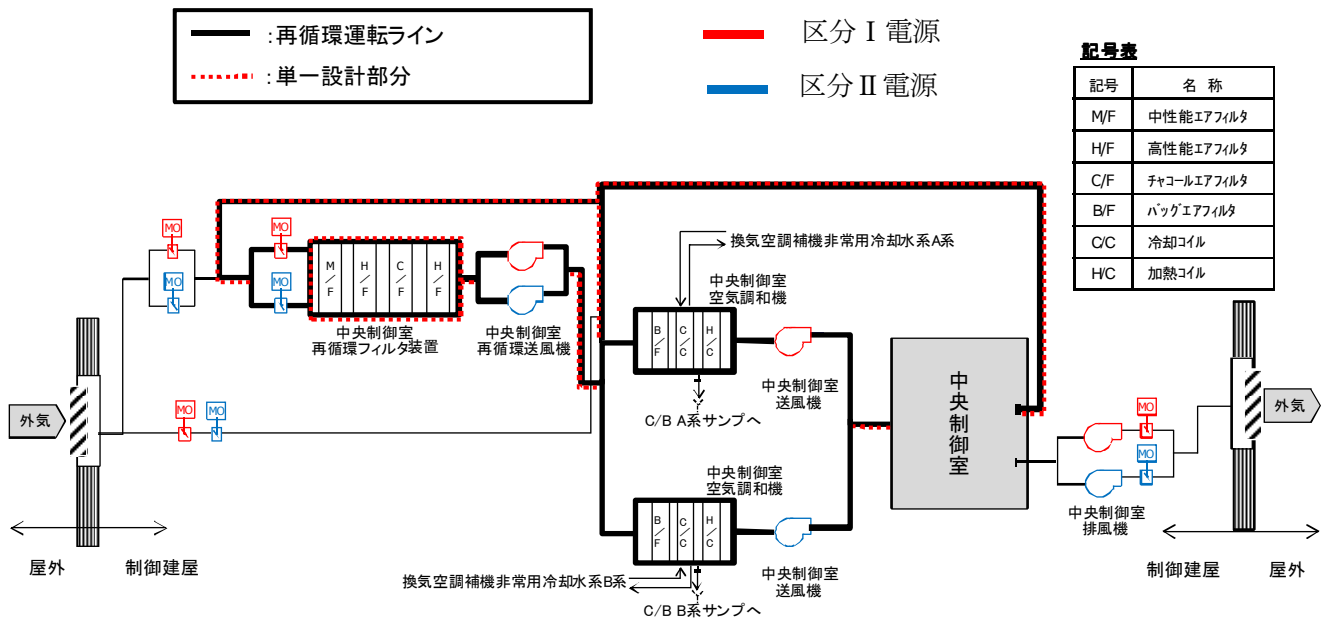 :再循環運転ライン
:単一設計部分
区分Ⅰ電源
区分Ⅱ電源
記号表
記号 名 称
M/F 中性能エアフィルタ
H/F 高性能エアフィルタ
C/F チャコールエアフィルタ
B/F バッグエアフィルタ
C/C 冷却コイル
H/C 加熱コイル
MO
MO
MO
MO
M/F
H/F
C/F
H/F
中央制御室
再循環フィルタ装置
中央制御室
再循環送風機
換気空調補機非常用冷却水系A系
中央制御室
空気調和機
B/F
C/C
H/C
中央制御室
送風機
C/B A系サンプへ
外気
MO
MO
中央制御室
MO
MO
中央制御室
排風機
外気
中央制御室
空気調和機
B/F
C/C
H/C
中央制御室
送風機
換気空調補機非常用冷却水系B系
C/B B系サンプへ
屋外
制御建屋
制御建屋
屋外